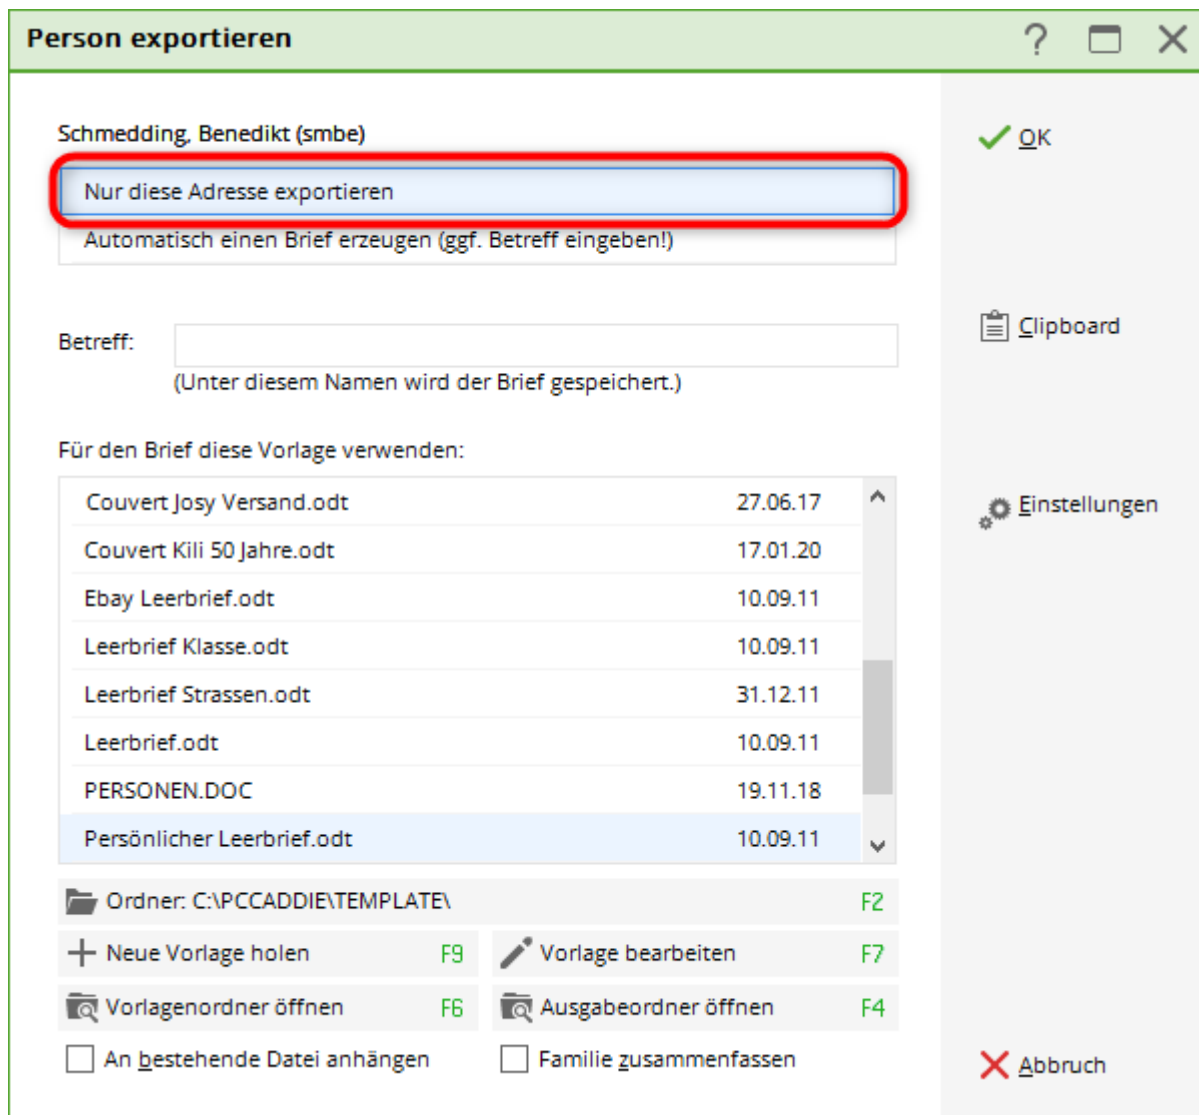 Person exportieren
Schmedding, Benedikt (smbe)
OK
Nur diese Adresse exportieren
Automatisch einen Brief erzeugen (ggf. Betreff eingeben!)
Clipboard
Betreff:
(Unter diesem Namen wird der Brief gespeichert.)
Für den Brief diese Vorlage verwenden:
Couvert Josy Versand.odt 27.06.17
Einstellungen
Couvert Kili 50 Jahre.odt 17.01.20
Ebay Leerbrief.odt 10.09.11
Leerbrief Klasse.odt 10.09.11
Leerbrief Strassen.odt 31.12.11
Leerbrief.odt 10.09.11
PERSONEN.DOC 19.11.18
Persönlicher Leerbrief.odt 10.09.11
Ordner: C:\PCCADDIE\TEMPLATE\ F2
Neue Vorlage holen F9 Vorlage bearbeiten F7
Vorlagenordner öffnen F6 Ausgabeordner öffnen F4
An bestehende Datei anhängen Familie zusammenfassen
Abbruch